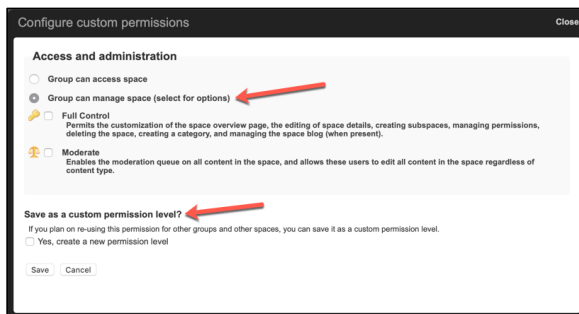 Configure custom permissions
Close
Access and administration
Group can access space
Group can manage space (select for options)
Full Control
Permits the customization of the space overview page, the editing of space details, creating subspaces, managing permissions,
deleting the space, creating a category, and managing the space blog (when present).
Moderate
Enables the moderation queue on all content in the space, and allows these users to edit all content in the space regardless of
content type.
Save as a custom permission level?
If you plan on re-using this permission for other groups and other spaces, you can save it as a custom permission level.
Yes, create a new permission level
Save Cancel